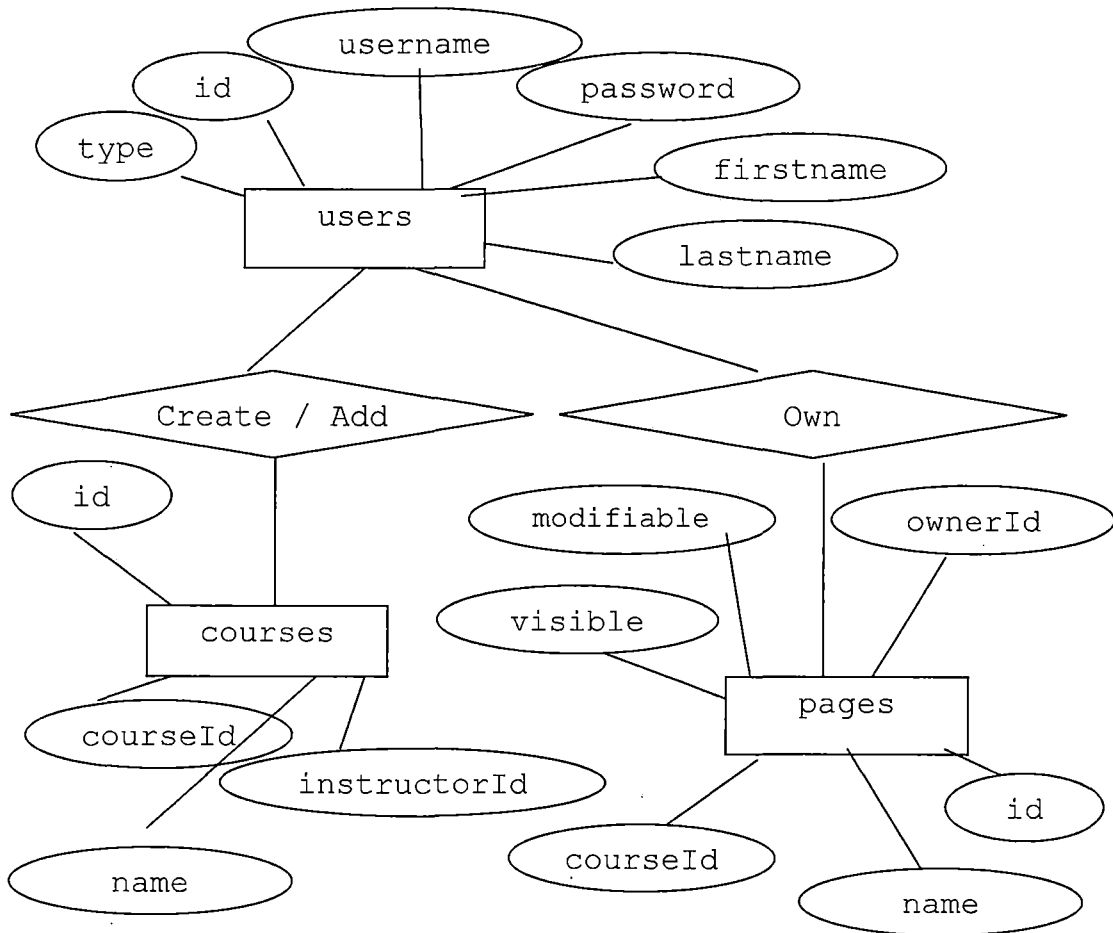 username
id
password
type
firstname
users
lastname
Create / Add
Own
id
modifiable
ownerId
visible
courses
pages
courseId
instructorId
id
courseId
name
name